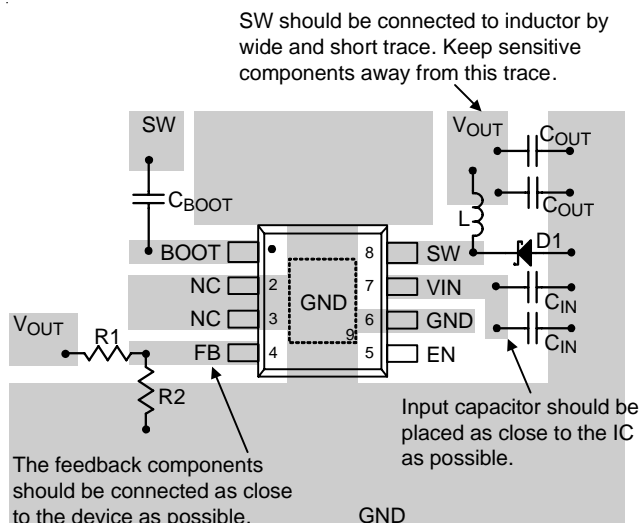 SW should be connected to inductor by
wide and short trace. Keep sensitive
components away from this trace.
SW
VOUT
COUT
CBOOT
COUT
L
D1
BOOT
8
SW
NC
2
7
VIN
CIN
GND
NC
3
6
GND
9
CIN
VOUT
R1
FB
4
5
EN
R2
Input capacitor should be
placed as close to the IC
as possible.
The feedback components
should be connected as close
to the device as possible.
GND